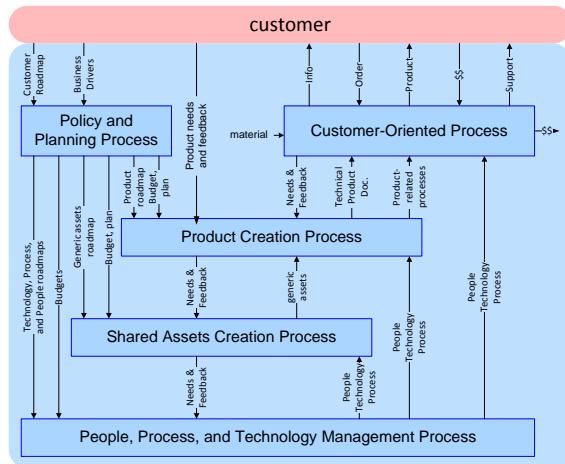 customer
Customer
Roadmap
Business
Drivers
Product needs
and feedback
Info
Order
Product
$$
Support
Policy and
Planning Process
material
Customer-Oriented Process
$$
Product
roadmap
Budget,
plan
Needs &
Feedback
Technical
Product
Doc.
Product-
related
processes
Technology, Process,
and People roadmaps
Budgets
Generic assets
roadmap
Budget, plan
Product Creation Process
Needs &
Feedback
generic
assets
People
Technology
Process
People
Technology
Process
Shared Assets Creation Process
Needs &
Feedback
People
Technology
Process
People, Process, and Technology Management Process